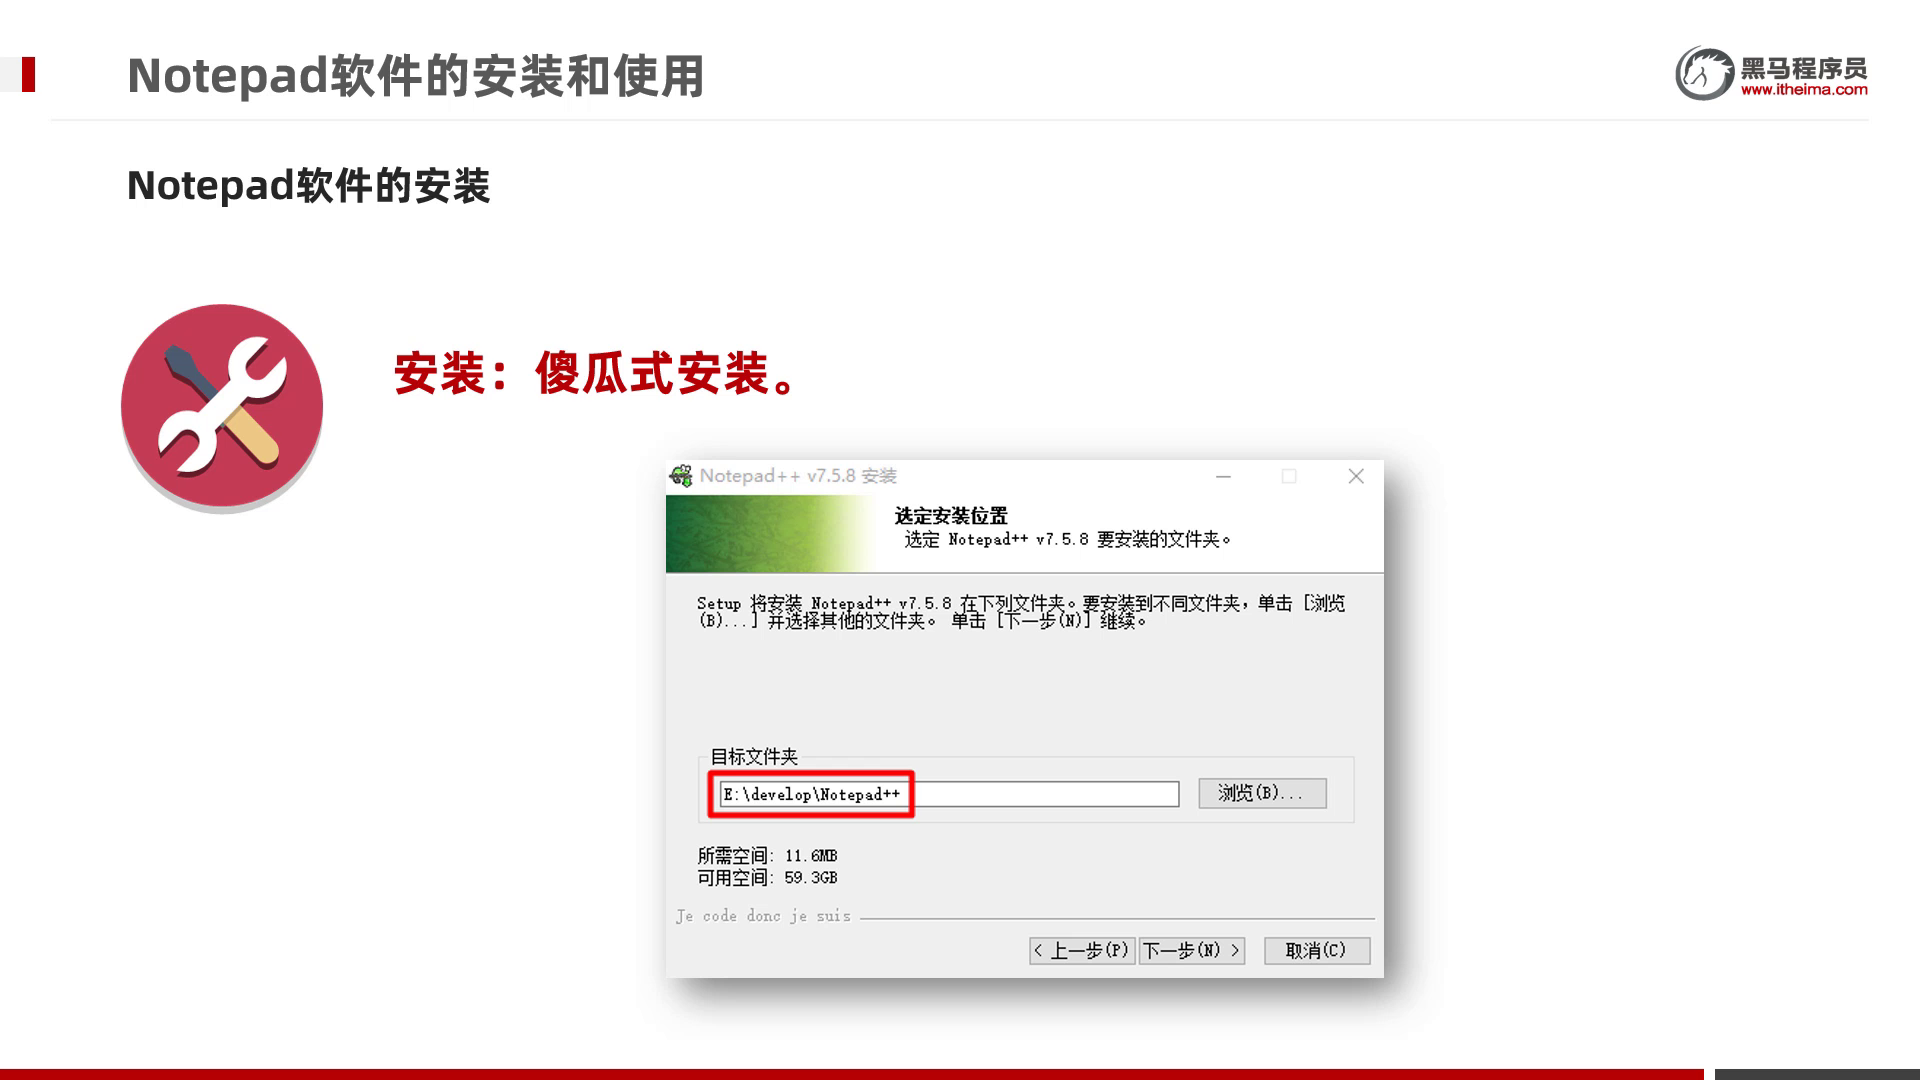 Notepad软件的安装和使用
黑马程序员
www.itheima.com
Notepad软件的安装
安装：傻瓜式安装。
Notepad++ v7.5.8 安装
选定安装位置
选定 Notepad++ v7.5.8 要安装的文件夹。
Setup 将安装 Notepad++ v7.5.8 在下列文件夹。要安装到不同文件夹，单击 [浏览
(B)...] 并选择其他的文件夹。 单击 [下一步(N)] 继续。
目标文件夹
E:\develop\Notepad++
浏览(B)...
所需空间: 11.6MB
可用空间: 59.3GB
Je code donc je suis
< 上一步(P) 下一步(N) > 取消(C)